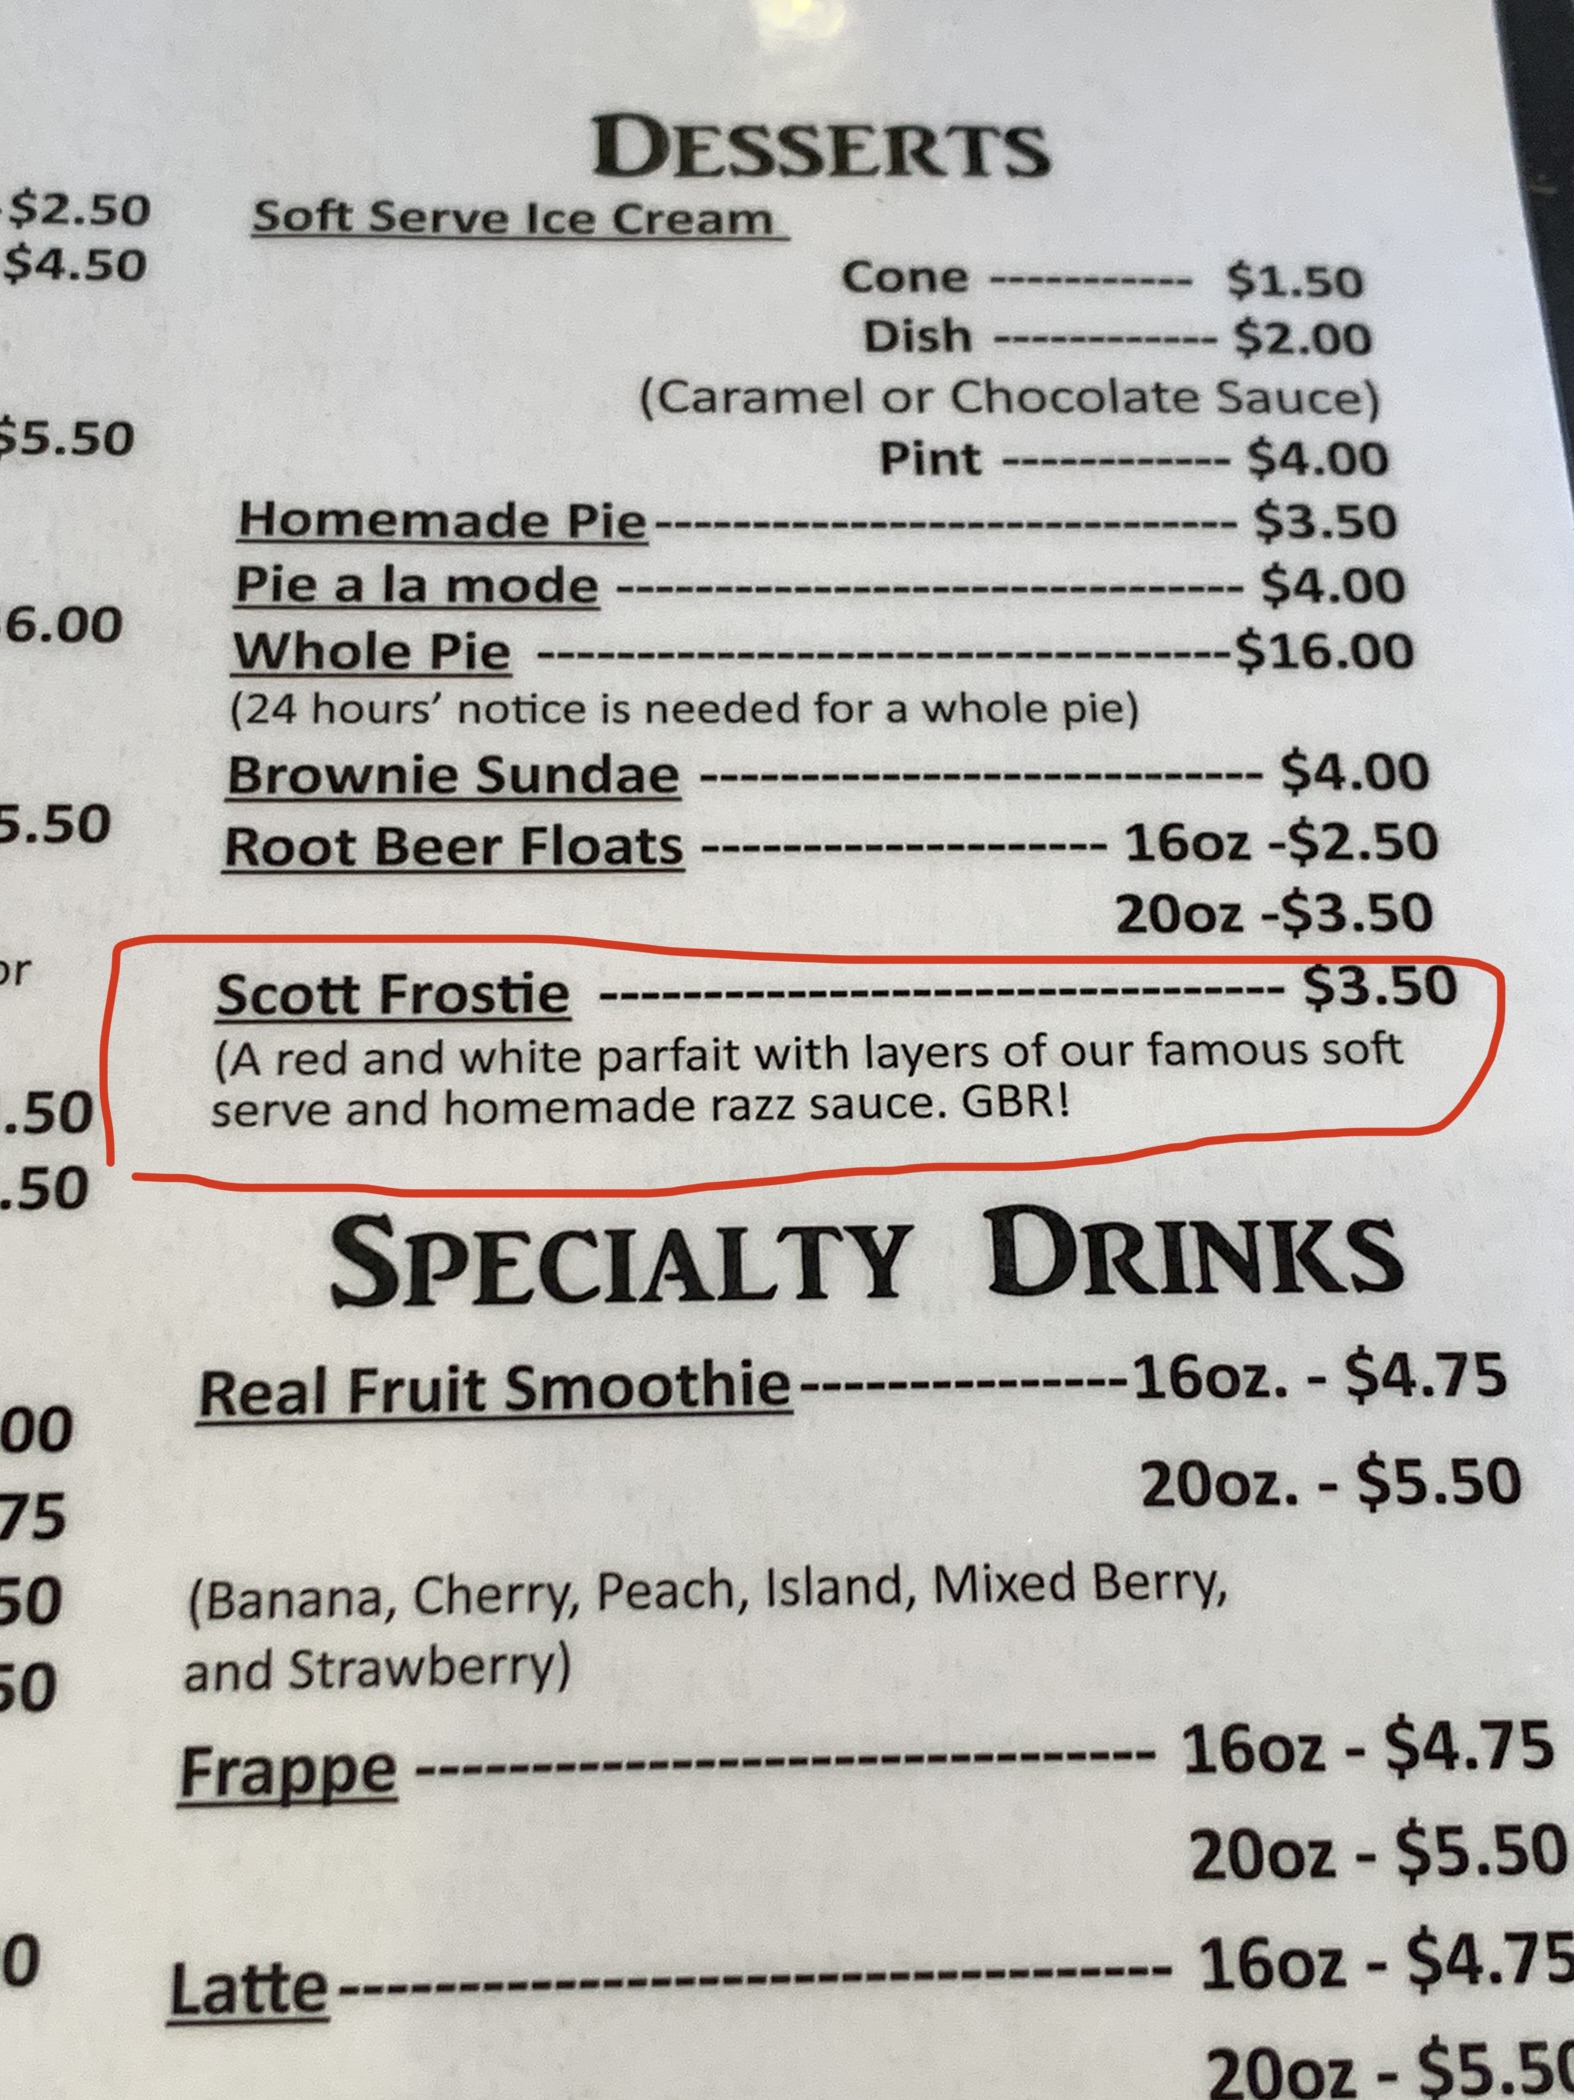 DESSERTS
-$2.50
$4.50
Soft Serve Ice Cream
Cone ----------- $1.50
Dish ------------ $2.00
(Caramel or Chocolate Sauce)
$5.50
Pint ------------ $4.00
Homemade Pie------------------------------ $3.50
Pie a la mode -------------------------------- $4.00
6.00
Whole Pie -----------------------------------$16.00
(24 hours’ notice is needed for a whole pie)
Brownie Sundae ----------------------------- $4.00
5.50
Root Beer Floats -------------------- 16oz -$2.50
20oz -$3.50
or
Scott Frostie --------------------------------- $3.50
(A red and white parfait with layers of our famous soft
serve and homemade razz sauce. GBR!
.50
.50
SPECIALTY DRINKS
Real Fruit Smoothie---------------16oz. - $4.75
00
20oz. - $5.50
75
(Banana, Cherry, Peach, Island, Mixed Berry,
50
and Strawberry)
50
Frappe -------------------------------- 16oz - $4.75
20oz - $5.50
0
Latte----------------------------------- 16oz - $4.75
20oz - $5.50